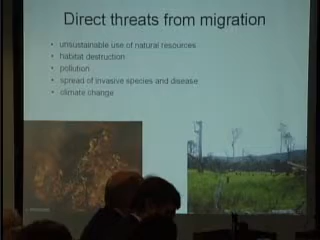 Direct threats from migration
• unsustainable use of natural resources
• habitat destruction
• pollution
• spread of invasive species and disease
• climate change